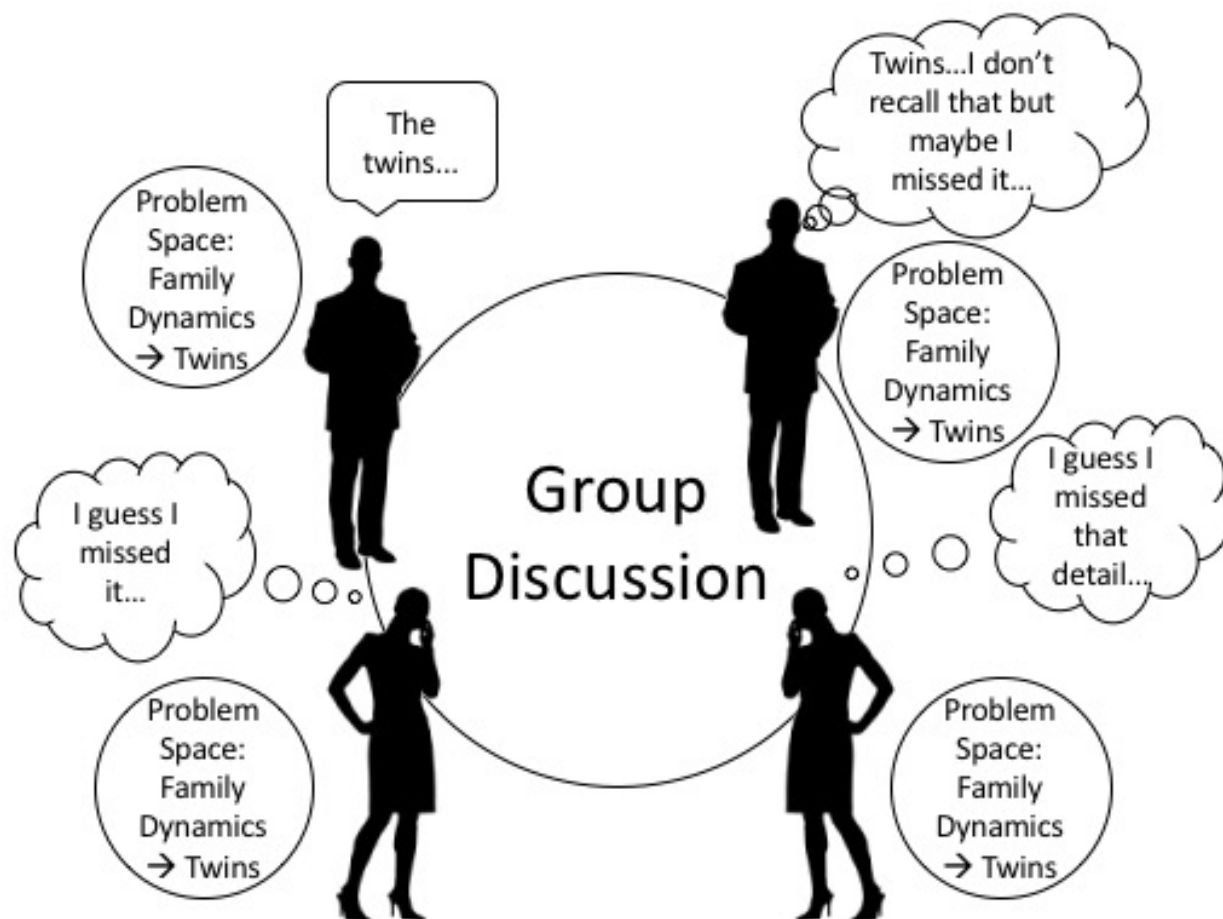 The
twins...
Twins...I don't
recall that but
maybe I
missed it...
Problem
Space:
Family
Dynamics
→ Twins
Problem
Space:
Family
Dynamics
→ Twins
Group
Discussion
I guess I
missed
it...
I guess I
missed
that
detail...
Problem
Space:
Family
Dynamics
→ Twins
Problem
Space:
Family
Dynamics
→ Twins